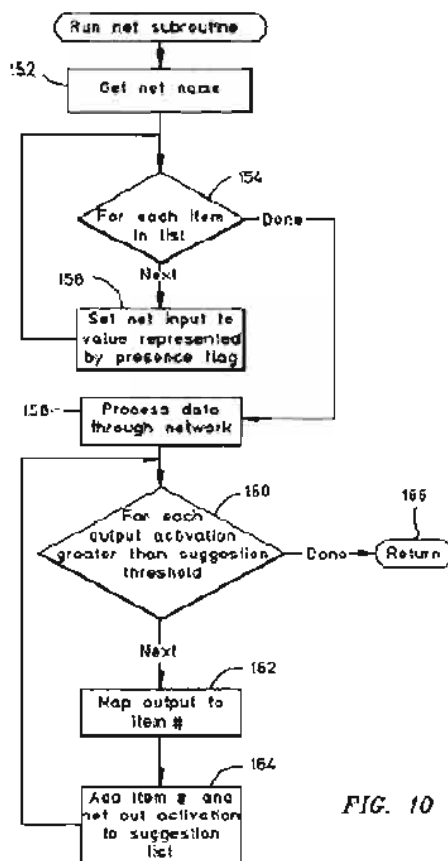 Run net subroutine
152
Get net name
154
For each item
in list
Done
Next
156
Set net input to
value represented
by presence flag
158
Process data
through network
160
For each
output activation
greater than suggestion
threshold
Done
166
Return
Next
162
Map output to
item #
164
Add item # and
net out activation
to suggestion
list
FIG. 10